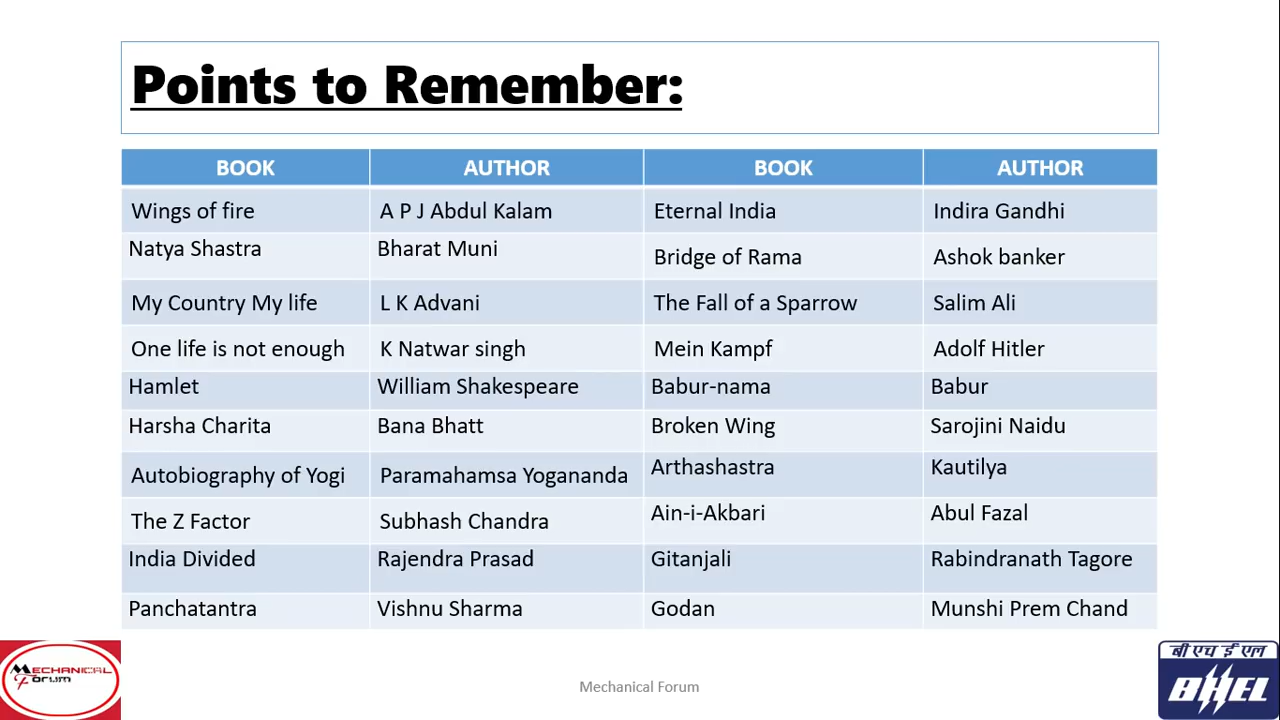 Points to Remember:
BOOK AUTHOR BOOK AUTHOR
Wings of fire A P J Abdul Kalam Eternal India Indira Gandhi
Natya Shastra Bharat Muni Bridge of Rama Ashok banker
My Country My life L K Advani The Fall of a Sparrow Salim Ali
One life is not enough K Natwar singh Mein Kampf Adolf Hitler
Hamlet William Shakespeare Babur-nama Babur
Harsha Charita Bana Bhatt Broken Wing Sarojini Naidu
Autobiography of Yogi Paramahamsa Yogananda Arthashastra Kautilya
The Z Factor Subhash Chandra Ain-i-Akbari Abul Fazal
India Divided Rajendra Prasad Gitanjali Rabindranath Tagore
Panchatantra Vishnu Sharma Godan Munshi Prem Chand
MECHANICAL
Forum
Mechanical Forum
बी एच ई एल
BHEL